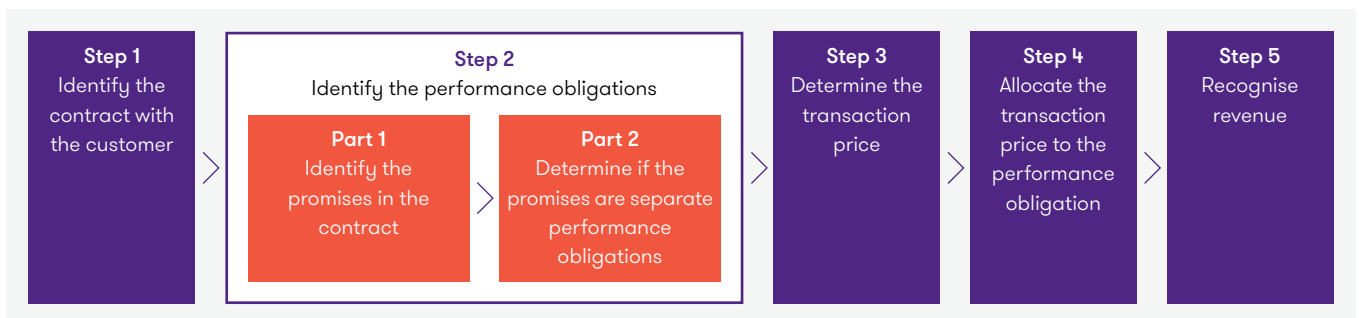 Step 1
Identify the
contract with
the customer
Step 2
Identify the performance obligations
Part 1
Identify the
promises in the
contract
Part 2
Determine if the
promises are separate
performance
obligations
Step 3
Determine the
transaction
price
Step 4
Allocate the
transaction
price to the
performance
obligation
Step 5
Recognise
revenue